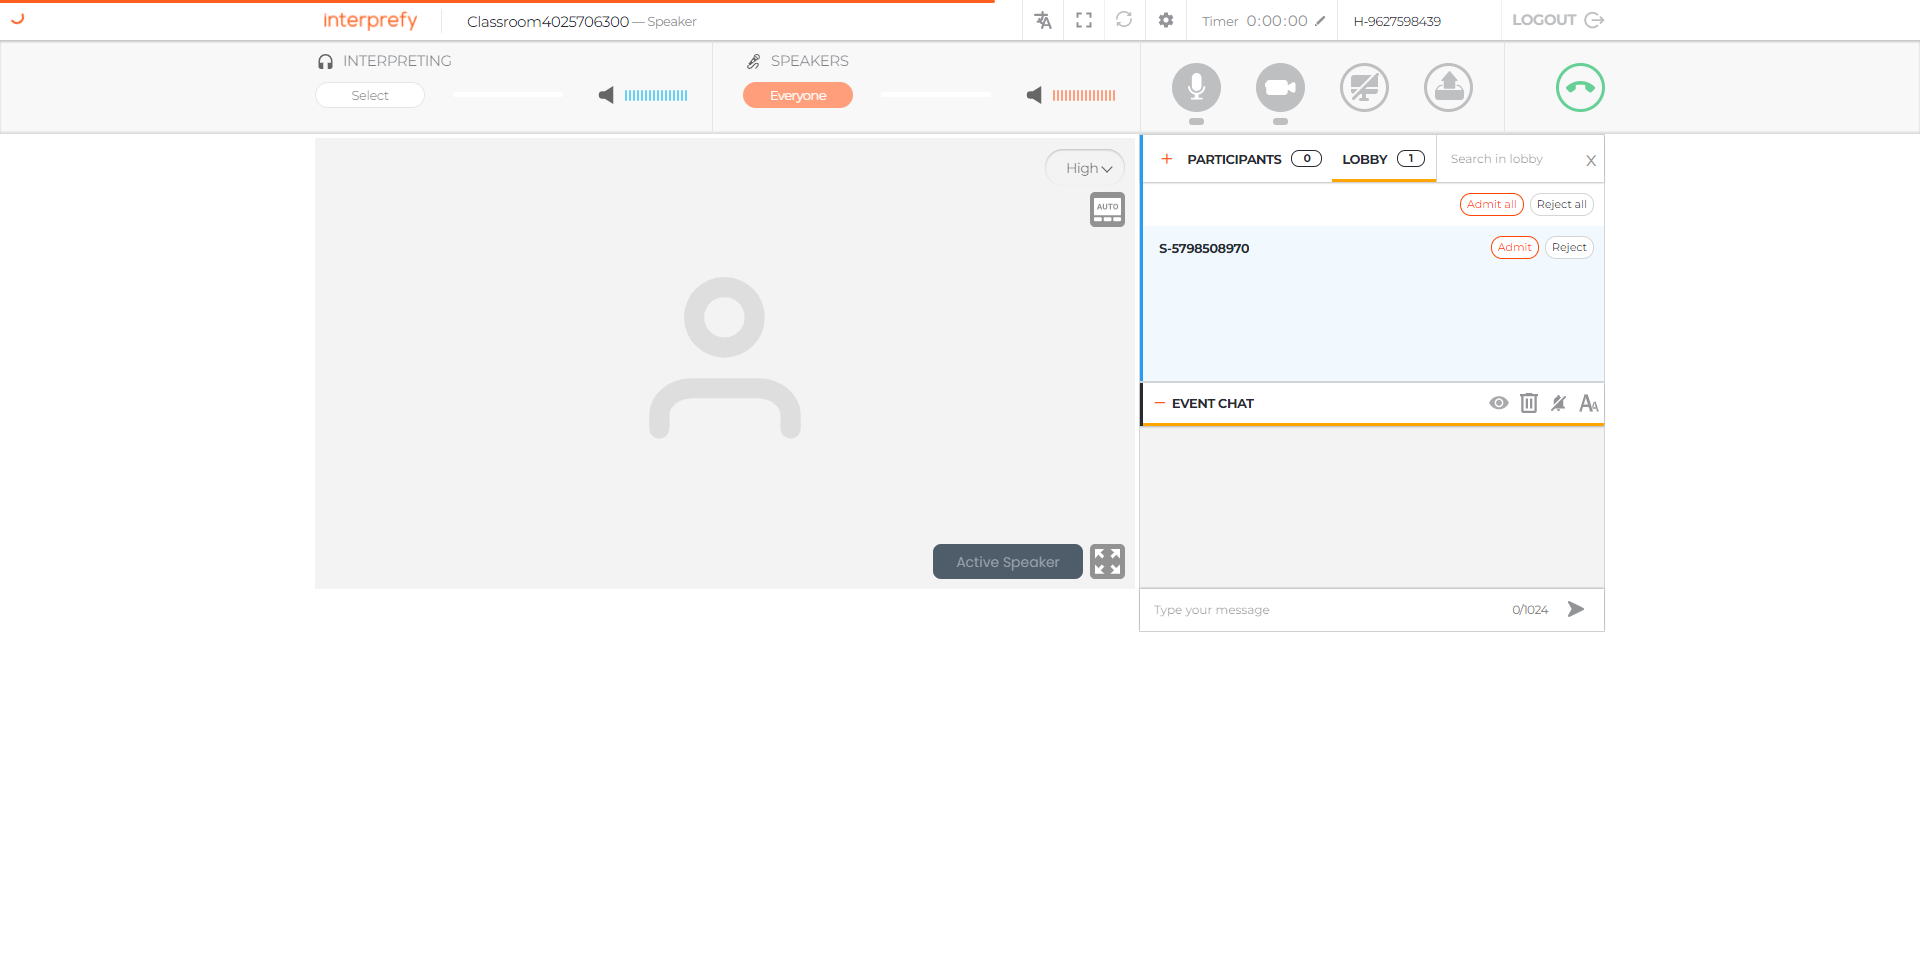 interprefy
Classroom4025706300 — Speaker
Timer 0:00:00
H-9627598439
LOGOUT
INTERPRETING
Select
SPEAKERS
Everyone
High
AUTO
Active Speaker
+ PARTICIPANTS 0
LOBBY 1
Search in lobby
X
Admit all
Reject all
S-5798508970
Admit
Reject
− EVENT CHAT
AA
Type your message
0/1024